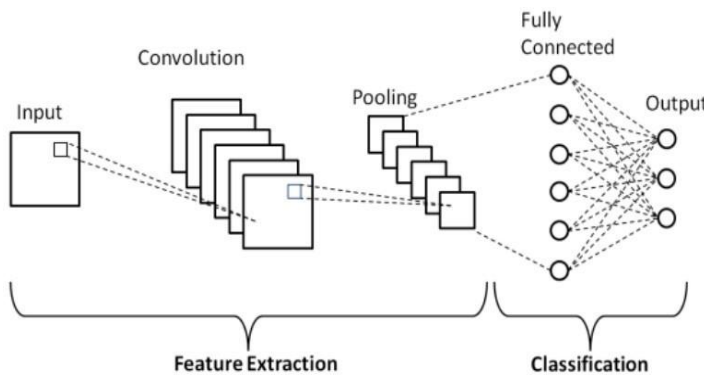 Input
Convolution
Pooling
Fully
Connected
Output
Feature Extraction
Classification